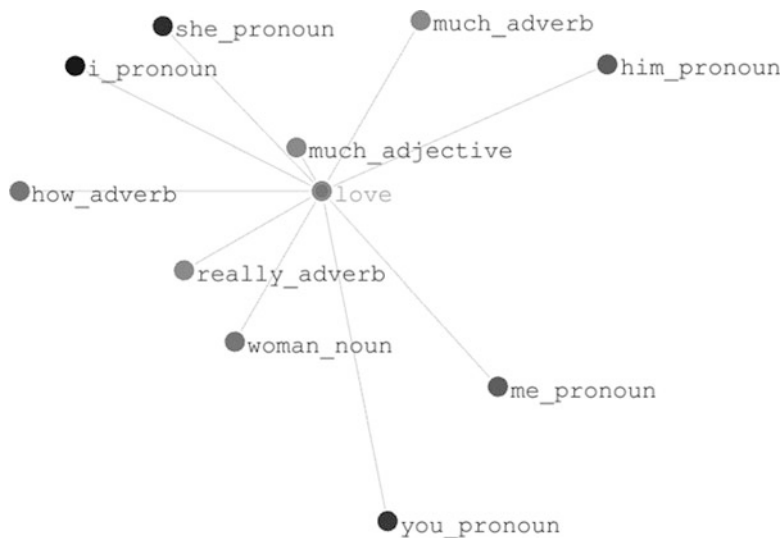 she_pronoun
much_adverb
i_pronoun
him_pronoun
much_adjective
how_adverb
love
really_adverb
woman_noun
me_pronoun
you_pronoun